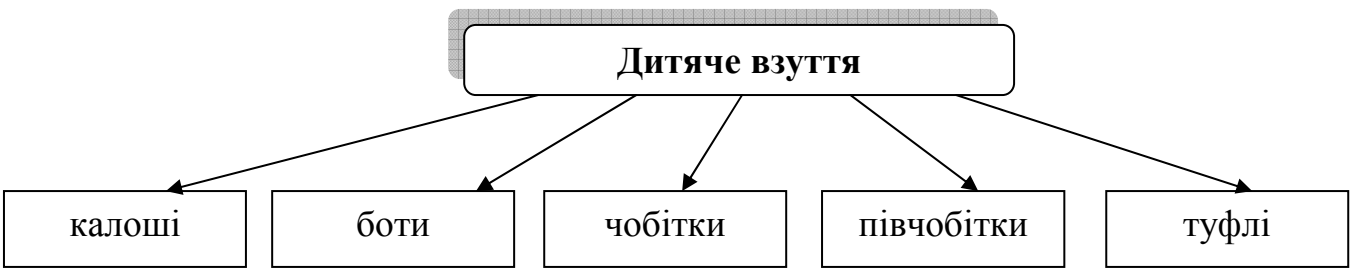 Дитяче взуття
калоші
боти
чобітки
півчобітки
туфлі